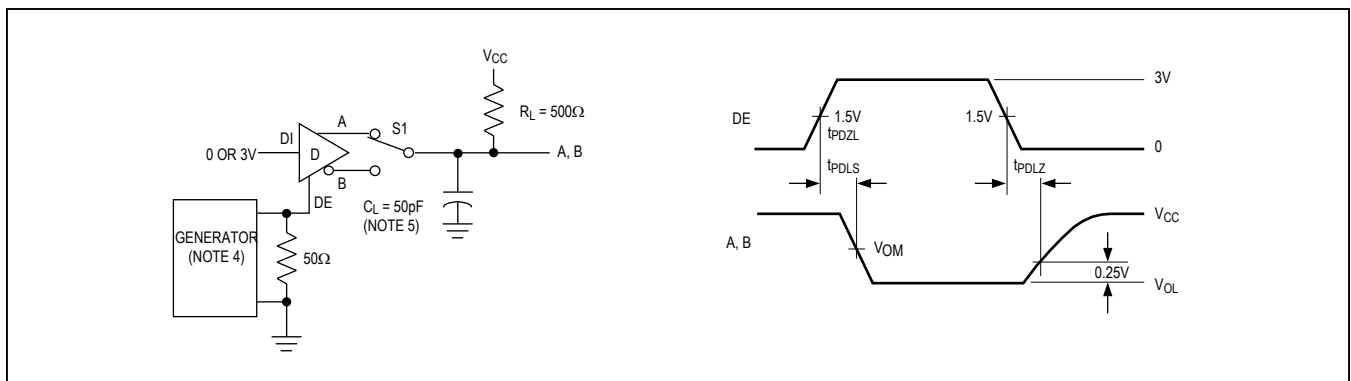 VCC
RL = 500Ω
A
S1
DI
D
0 OR 3V
A, B
B
DE
CL = 50pF
(NOTE 5)
GENERATOR
(NOTE 4)
50Ω
3V
DE
1.5V
1.5V
tPDZL
0
tPDLS
tPDLZ
VCC
A, B
VOM
0.25V
VOL